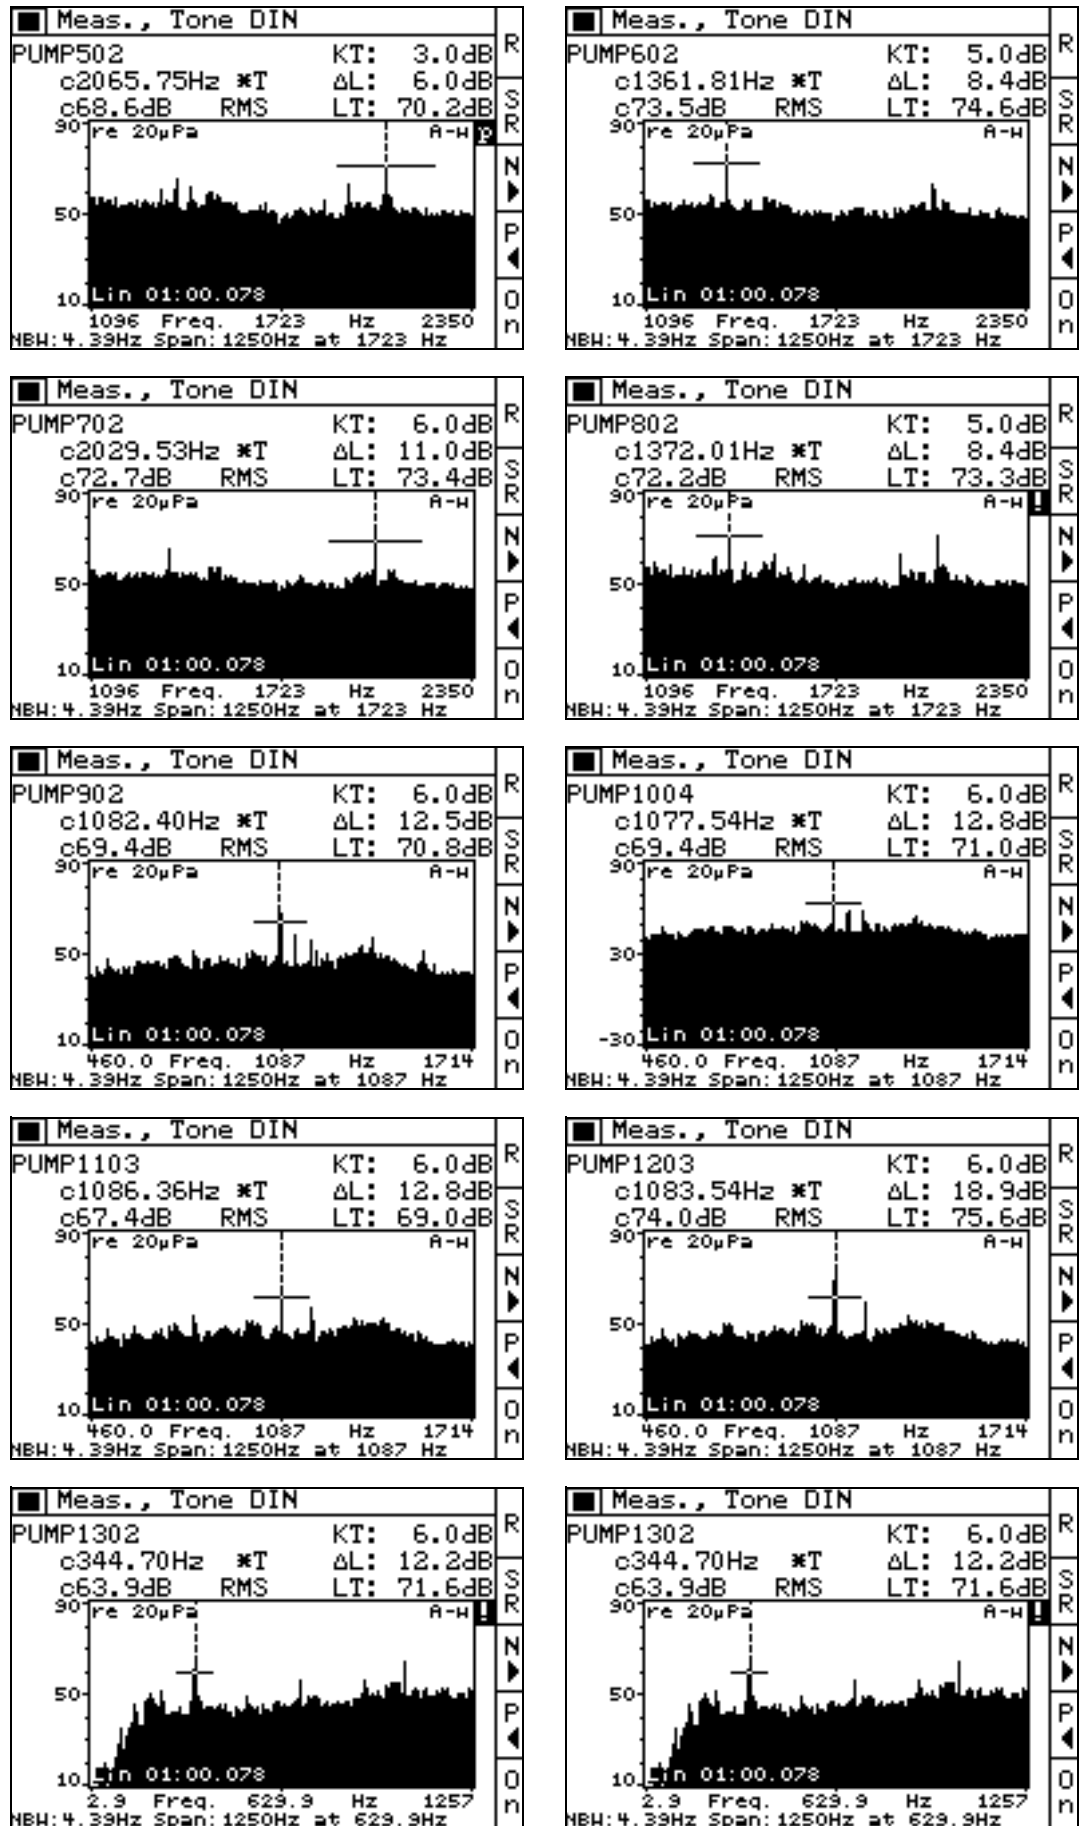 Meas., Tone DIN
PUMP502 KT: 3.0dB R
c2065.75Hz *T ΔL: 6.0dB
c68.6dB RMS LT: 70.2dB S R
90 re 20µPa A-W p
N
50
P
10 Lin 01:00.078 O
1096 Freq. 1723 Hz 2350 n
NBW:4.39Hz Span:1250Hz at 1723 Hz
Meas., Tone DIN
PUMP602 KT: 5.0dB R
c1361.81Hz *T ΔL: 8.4dB
c73.5dB RMS LT: 74.6dB S R
90 re 20µPa A-W
N
50
P
10 Lin 01:00.078 O
1096 Freq. 1723 Hz 2350 n
NBW:4.39Hz Span:1250Hz at 1723 Hz
Meas., Tone DIN
PUMP702 KT: 6.0dB R
c2029.53Hz *T ΔL: 11.0dB
c72.7dB RMS LT: 73.4dB S R
90 re 20µPa A-W
N
50
P
10 Lin 01:00.078 O
1096 Freq. 1723 Hz 2350 n
NBW:4.39Hz Span:1250Hz at 1723 Hz
Meas., Tone DIN
PUMP802 KT: 5.0dB R
c1372.01Hz *T ΔL: 8.4dB
c72.2dB RMS LT: 73.3dB S R
90 re 20µPa A-W !
N
50
P
10 Lin 01:00.078 O
1096 Freq. 1723 Hz 2350 n
NBW:4.39Hz Span:1250Hz at 1723 Hz
Meas., Tone DIN
PUMP902 KT: 6.0dB R
c1082.40Hz *T ΔL: 12.5dB
c69.4dB RMS LT: 70.8dB S R
90 re 20µPa A-W
N
50
P
10 Lin 01:00.078 O
460.0 Freq. 1087 Hz 1714 n
NBW:4.39Hz Span:1250Hz at 1087 Hz
Meas., Tone DIN
PUMP1004 KT: 6.0dB R
c1077.54Hz *T ΔL: 12.8dB
c69.4dB RMS LT: 71.0dB S R
90 re 20µPa A-W
N
30
P
-30 Lin 01:00.078 O
460.0 Freq. 1087 Hz 1714 n
NBW:4.39Hz Span:1250Hz at 1087 Hz
Meas., Tone DIN
PUMP1103 KT: 6.0dB R
c1086.36Hz *T ΔL: 12.8dB
c67.4dB RMS LT: 69.0dB S R
90 re 20µPa A-W
N
50
P
10 Lin 01:00.078 O
460.0 Freq. 1087 Hz 1714 n
NBW:4.39Hz Span:1250Hz at 1087 Hz
Meas., Tone DIN
PUMP1203 KT: 6.0dB R
c1083.54Hz *T ΔL: 18.9dB
c74.0dB RMS LT: 75.6dB S R
90 re 20µPa A-W
N
50
P
10 Lin 01:00.078 O
460.0 Freq. 1087 Hz 1714 n
NBW:4.39Hz Span:1250Hz at 1087 Hz
Meas., Tone DIN
PUMP1302 KT: 6.0dB R
c344.70Hz *T ΔL: 12.2dB
c63.9dB RMS LT: 71.6dB S R
90 re 20µPa A-W !
N
50
P
10 Lin 01:00.078 O
2.9 Freq. 629.9 Hz 1257 n
NBW:4.39Hz Span:1250Hz at 629.9Hz
Meas., Tone DIN
PUMP1302 KT: 6.0dB R
c344.70Hz *T ΔL: 12.2dB
c63.9dB RMS LT: 71.6dB S R
90 re 20µPa A-W !
N
50
P
10 Lin 01:00.078 O
2.9 Freq. 629.9 Hz 1257 n
NBW:4.39Hz Span:1250Hz at 629.9Hz